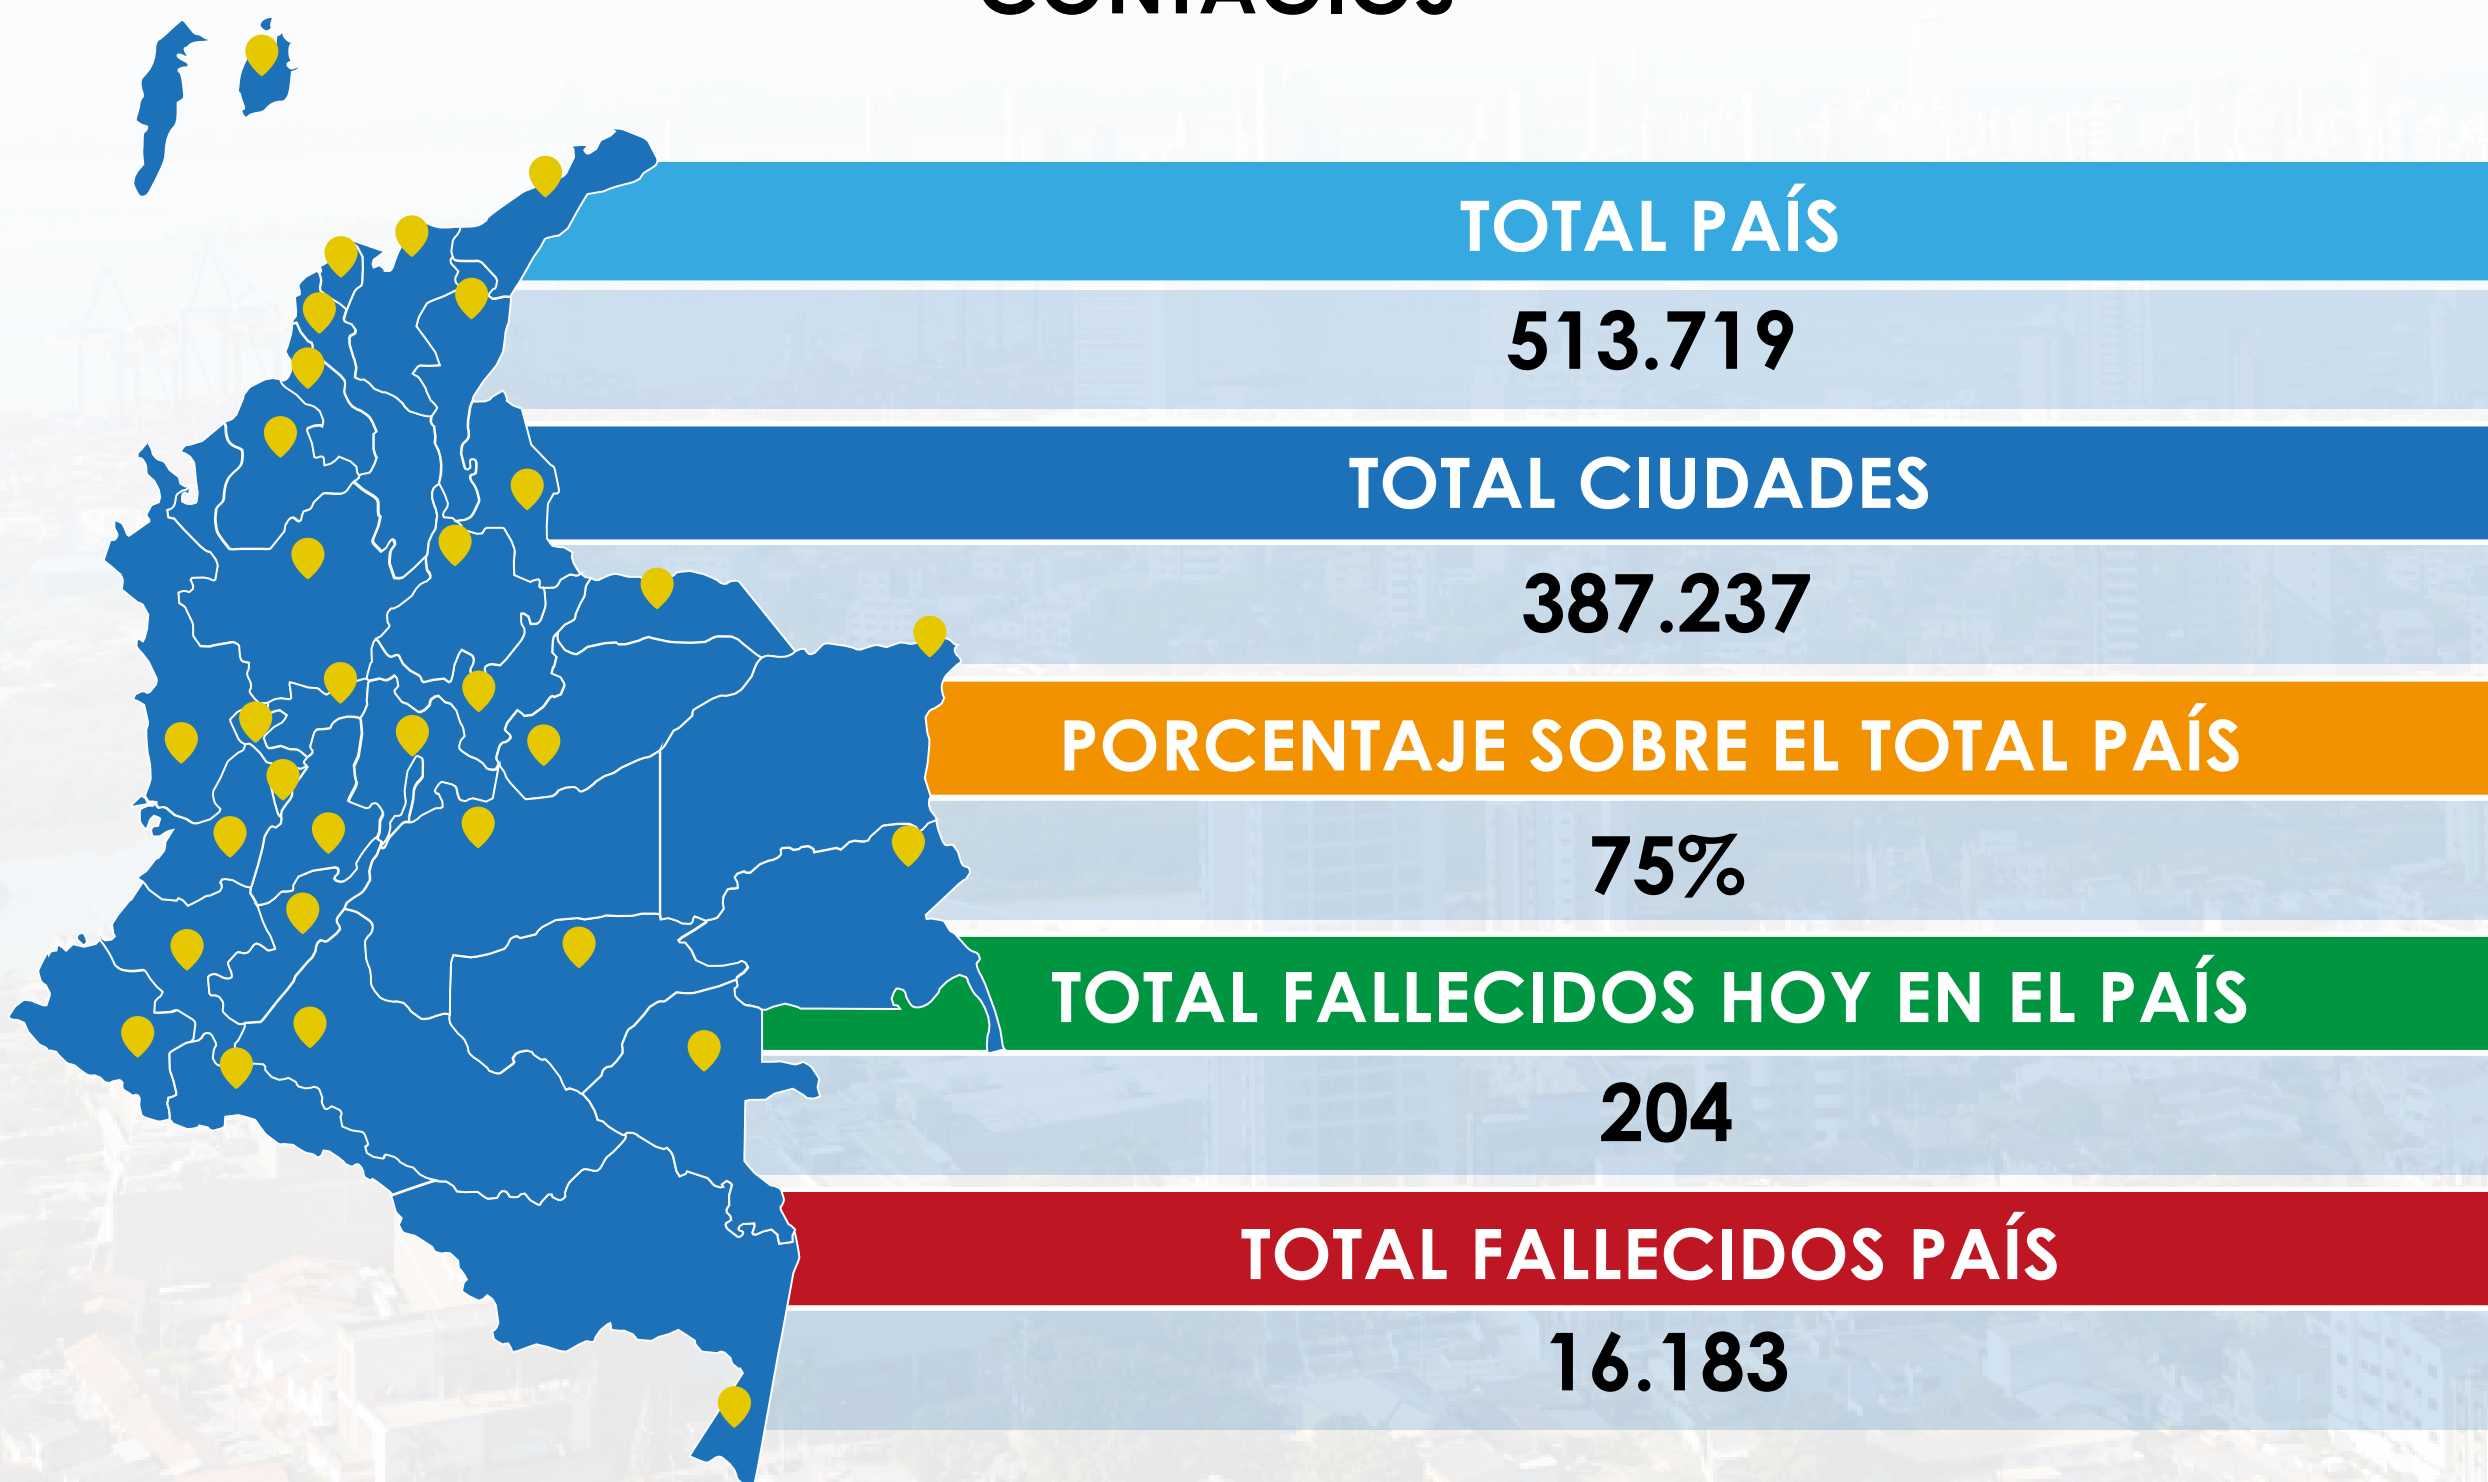 CONTAGIOS
TOTAL PAÍS
513.719
TOTAL CIUDADES
387.237
PORCENTAJE SOBRE EL TOTAL PAÍS
75%
TOTAL FALLECIDOS HOY EN EL PAÍS
204
TOTAL FALLECIDOS PAÍS
16.183